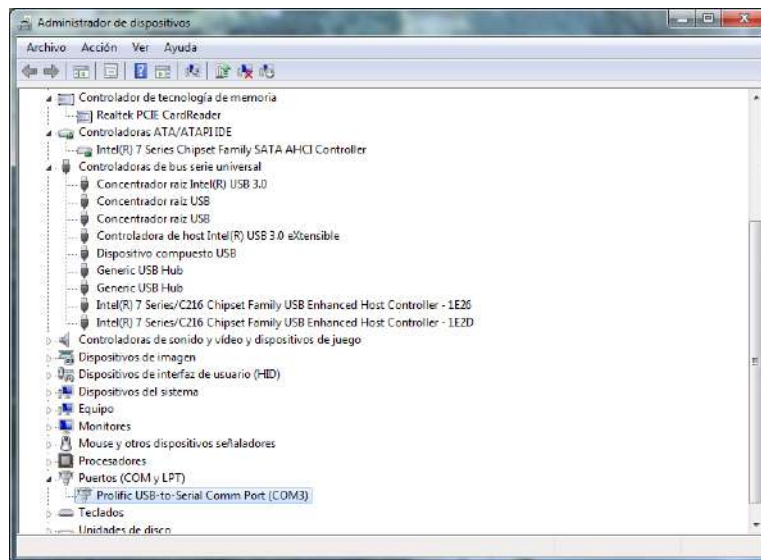 Administrador de dispositivos
Archivo Acción Ver Ayuda
Controlador de tecnología de memoria
Realtek PCIE CardReader
Controladoras ATA/ATAPI IDE
Intel(R) 7 Series Chipset Family SATA AHCI Controller
Controladoras de bus serie universal
Concentrador raíz Intel(R) USB 3.0
Concentrador raíz USB
Concentrador raíz USB
Controladora de host Intel(R) USB 3.0 eXtensible
Dispositivo compuesto USB
Generic USB Hub
Generic USB Hub
Intel(R) 7 Series/C216 Chipset Family USB Enhanced Host Controller - 1E26
Intel(R) 7 Series/C216 Chipset Family USB Enhanced Host Controller - 1E2D
Controladoras de sonido y vídeo y dispositivos de juego
Dispositivos de imagen
Dispositivos de interfaz de usuario (HID)
Dispositivos del sistema
Equipo
Monitores
Mouse y otros dispositivos señaladores
Procesadores
Puertos (COM y LPT)
Prolific USB-to-Serial Comm Port (COM3)
Teclados
Unidades de disco